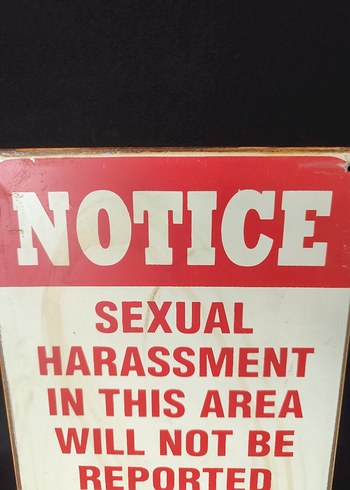 NOTICE
SEXUAL
HARASSMENT
IN THIS AREA
WILL NOT BE
REPORTED